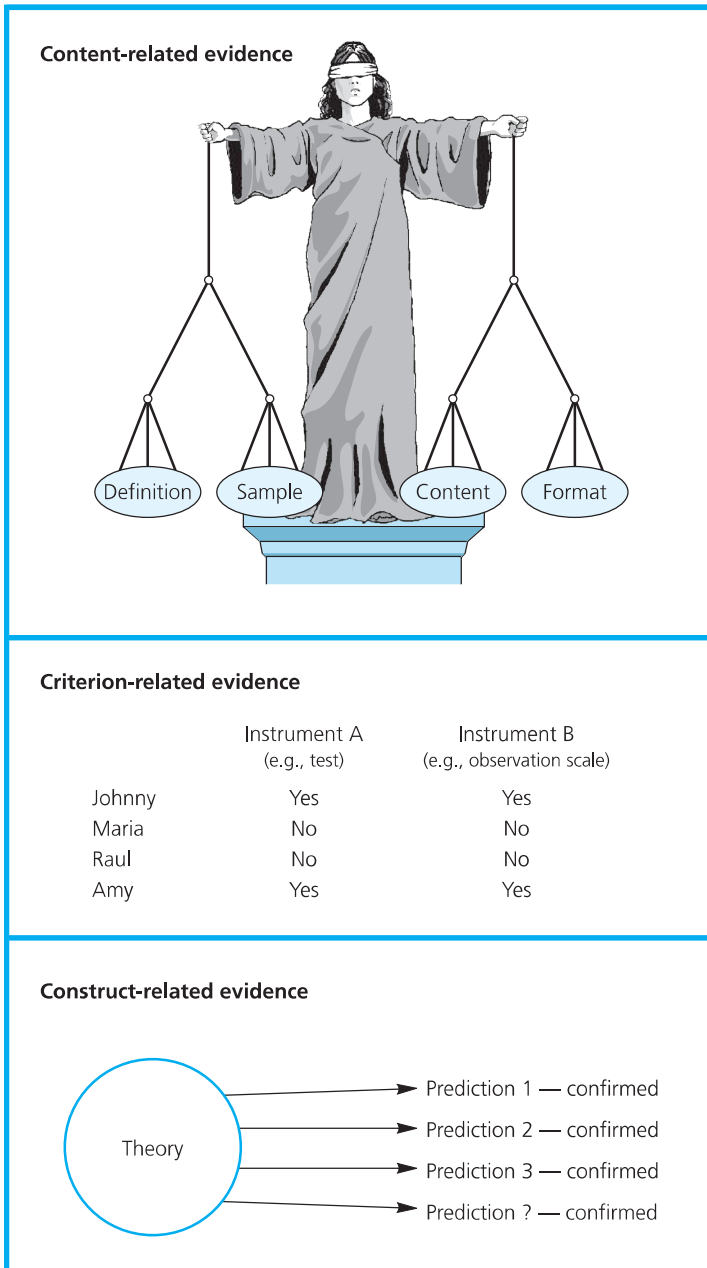 Content-related evidence
Definition Sample Content Format
Criterion-related evidence
Instrument A Instrument B
(e.g., test) (e.g., observation scale)
Johnny Yes Yes
Maria No No
Raul No No
Amy Yes Yes
Construct-related evidence
Theory
Prediction 1 — confirmed
Prediction 2 — confirmed
Prediction 3 — confirmed
Prediction ? — confirmed